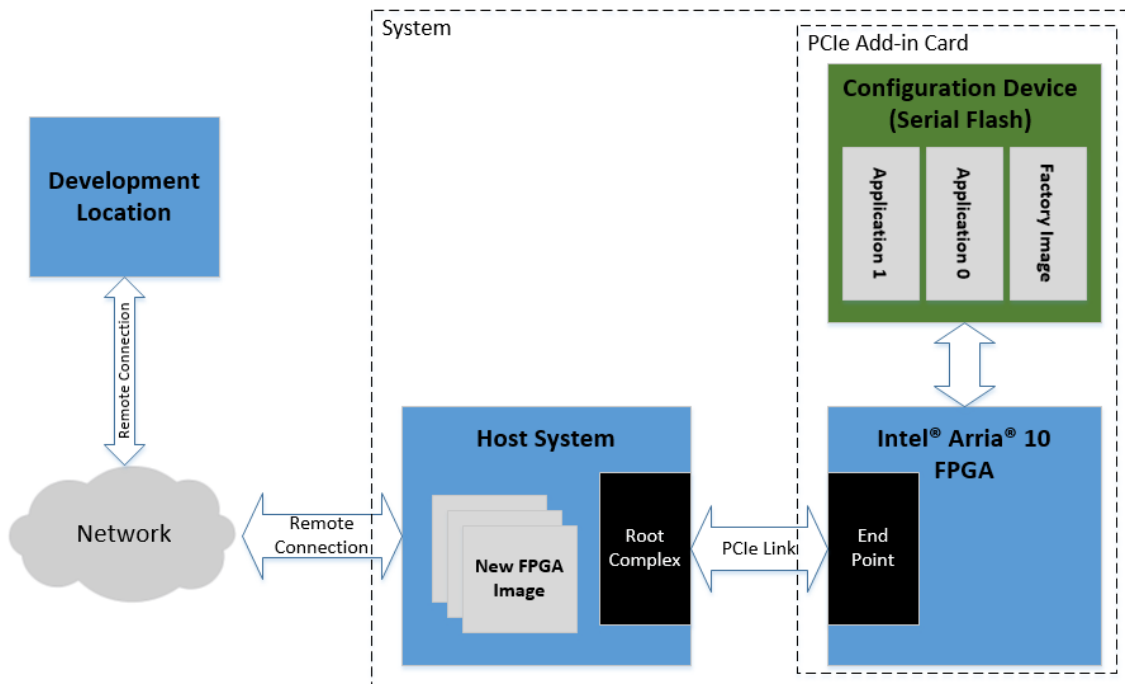 System
PCIe Add-in Card
Configuration Device
(Serial Flash)
Application 1
Application 0
Factory Image
Development
Location
Remote Connection
Network
Remote
Connection
Host System
New FPGA
Image
Root
Complex
PCIe Link
Intel® Arria® 10
FPGA
End
Point